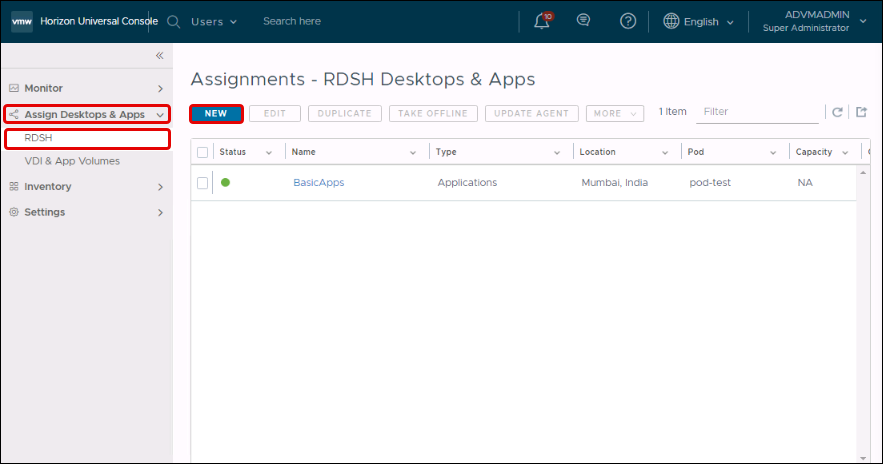 vmw Horizon Universal Console Users Search here 10 ? English ADVMADMIN
Super Administrator
«
Monitor
Assign Desktops & Apps
RDSH
VDI & App Volumes
Inventory
Settings
Assignments - RDSH Desktops & Apps
NEW EDIT DUPLICATE TAKE OFFLINE UPDATE AGENT MORE 1 Item Filter
Status Name Type Location Pod Capacity
BasicApps Applications Mumbai, India pod-test NA